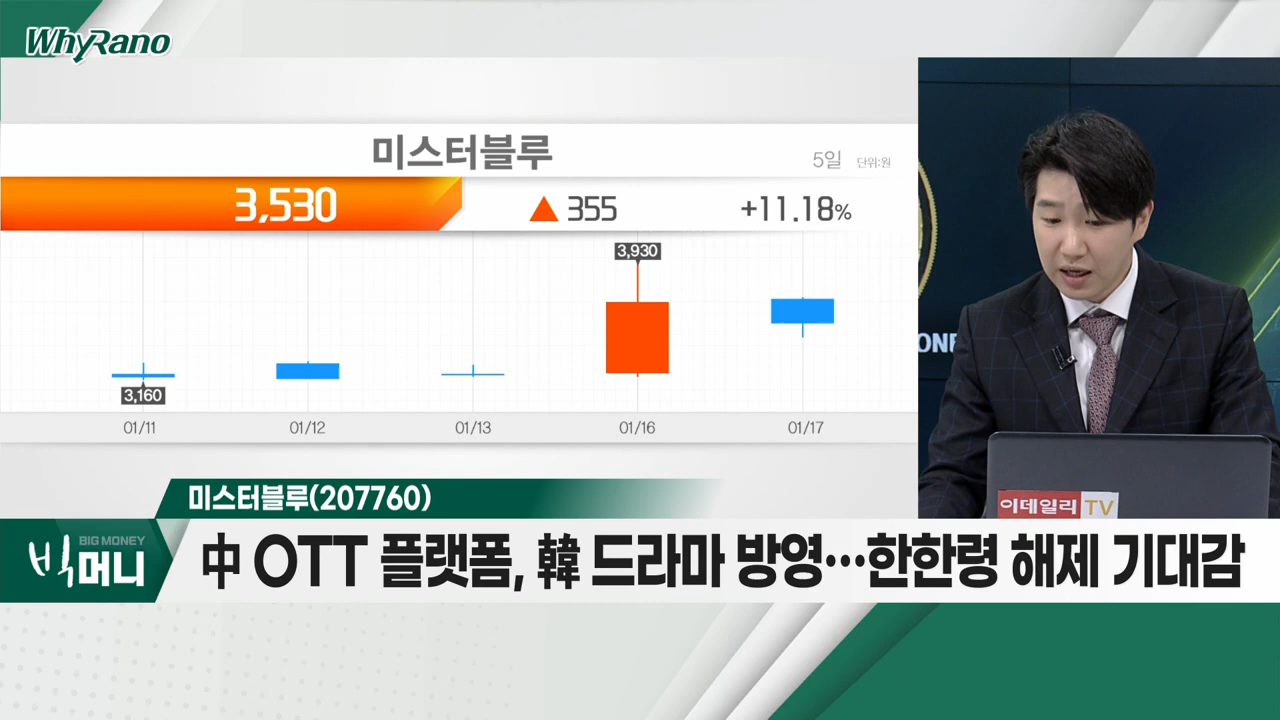 WhyRano
미스터블루
5일 단위:원
3,530 ▲ 355 +11.18%
3,930
3,160
01/11 01/12 01/13 01/16 01/17
이데일리TV
미스터블루(207760)
BIG MONEY
빅머니
中 OTT 플랫폼, 韓 드라마 방영…한한령 해제 기대감